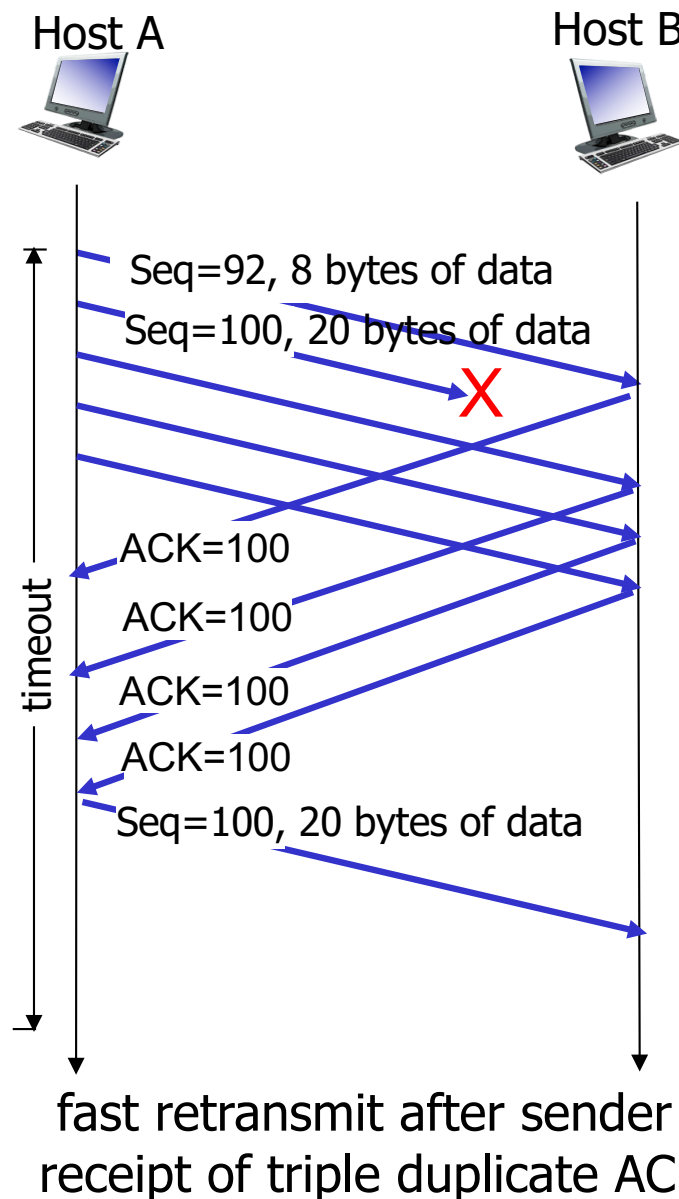 Host A
Host B
Seq=92, 8 bytes of data
Seq=100, 20 bytes of data
X
timeout
ACK=100
ACK=100
ACK=100
ACK=100
Seq=100, 20 bytes of data
fast retransmit after sender
receipt of triple duplicate AC